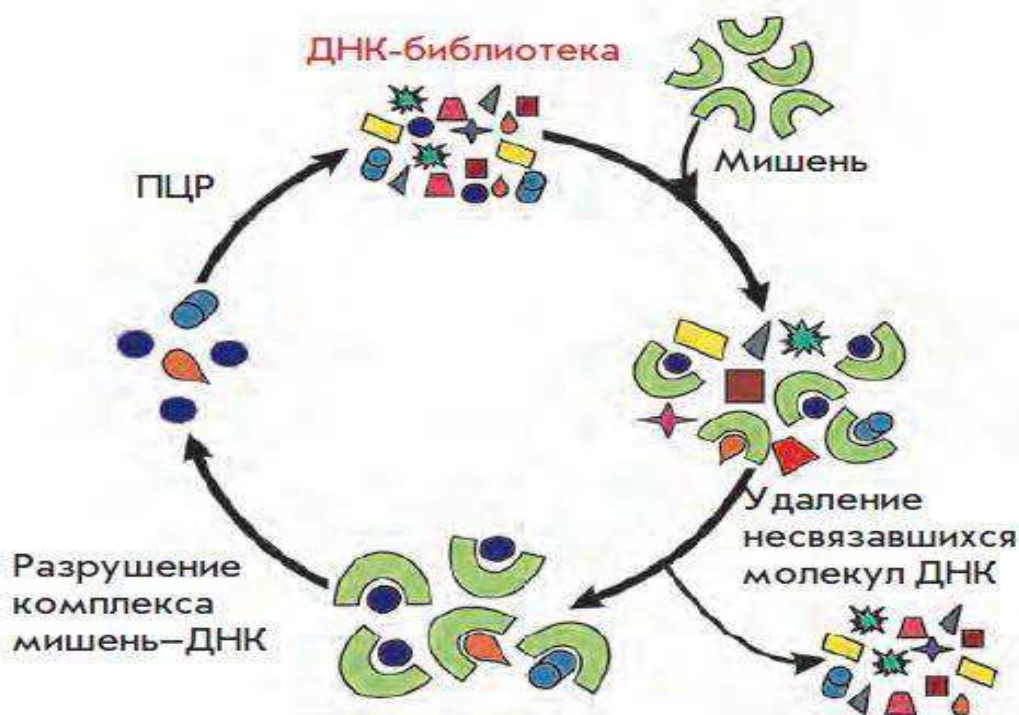 ДНК-библиотека
Мишень
ПЦР
Удаление
несвязавшихся
молекул ДНК
Разрушение
комплекса
мишень—ДНК